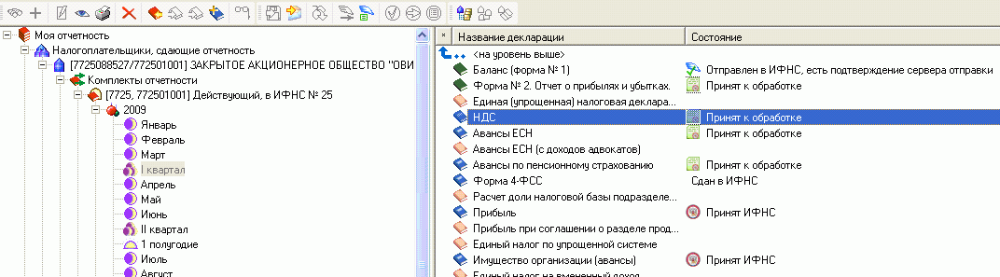 Моя отчетность
Налогоплательщики, сдающие отчетность
[7725088527/772501001] ЗАКРЫТОЕ АКЦИОНЕРНОЕ ОБЩЕСТВО "ОВИ
Комплекты отчетности
[7725, 772501001] Действующий, в ИФНС № 25
2009
Январь
Февраль
Март
I квартал
Апрель
Май
Июнь
II квартал
1 полугодие
Июль
Август
* Название декларации Состояние
<на уровень выше>
Баланс (Форма № 1) Отправлен в ИФНС, есть подтверждение сервера отправки
Форма № 2. Отчет о прибылях и убытках. Принят к обработке
Единая (упрощенная) налоговая деклара...
НДС Принят к обработке
Авансы ЕСН Принят к обработке
Авансы ЕСН (с доходов адвокатов)
Авансы по пенсионному страхованию Принят к обработке
Форма 4-ФСС Сдан в ИФНС
Расчет доли налоговой базы подразделе...
Прибыль Принят ИФНС
Прибыль при соглашении о разделе прод...
Единый налог по упрощенной системе
Имущество организации (авансы) Принят ИФНС
Единый налог на вмененный доход